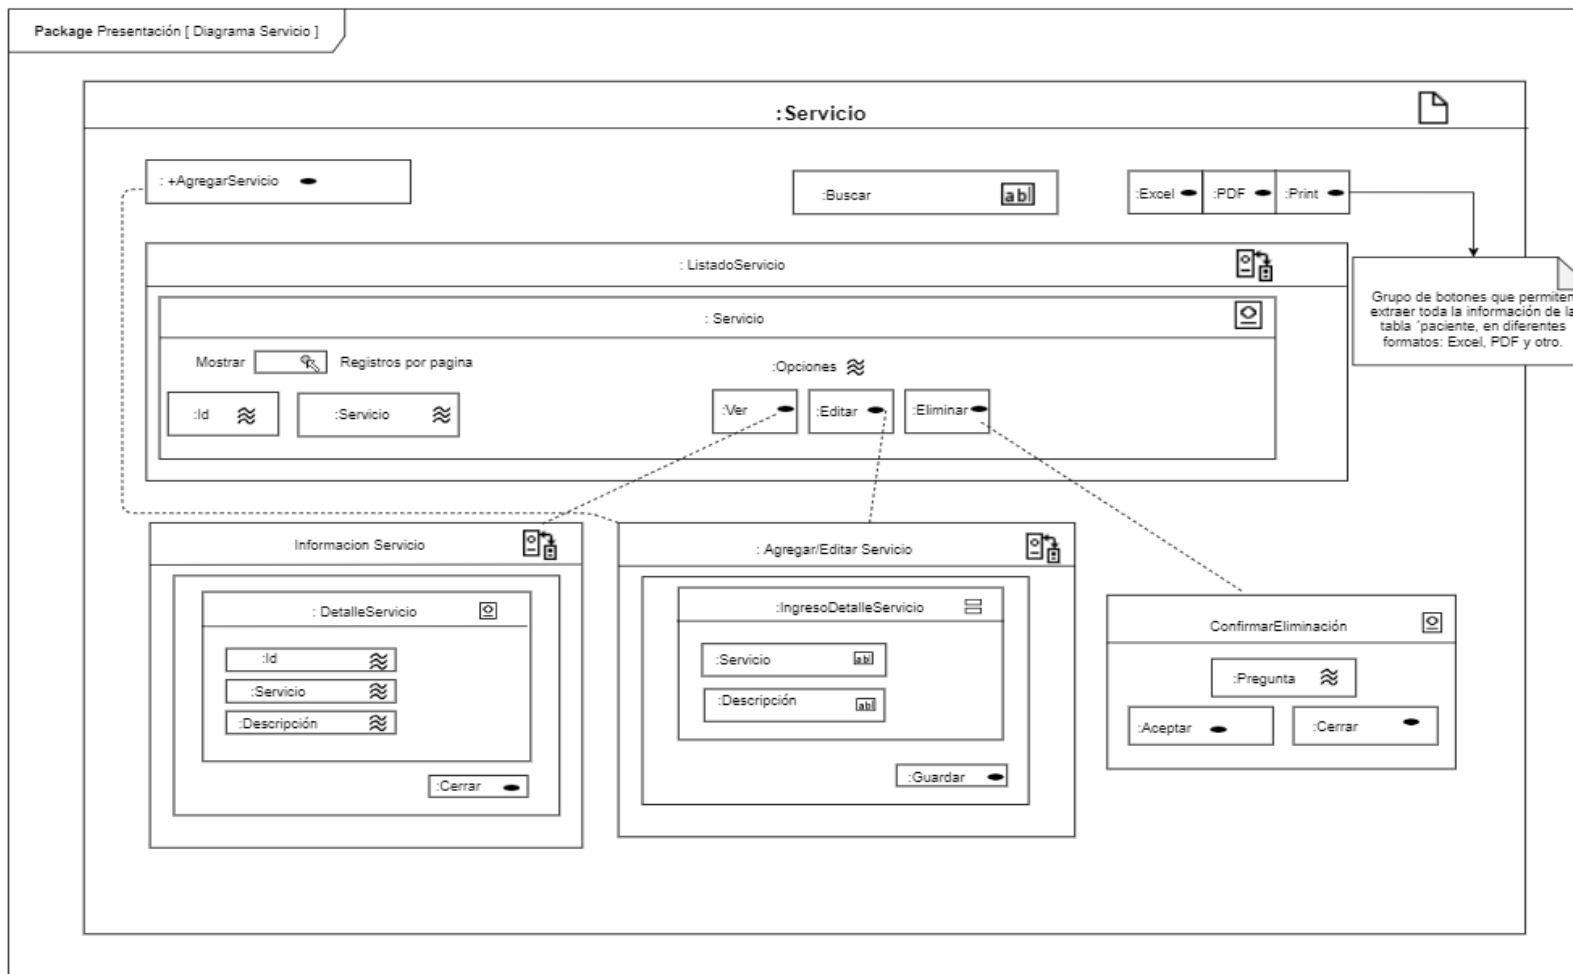 Package Presentación [ Diagrama Servicio ]
:Servicio
: +AgregarServicio
:Buscar
ab|
:Excel
:PDF
:Print
: ListadoServicio
Grupo de botones que permiten
extraer toda la información de la
tabla ´paciente, en diferentes
formatos: Excel, PDF y otro.
: Servicio
Mostrar
Registros por pagina
:Opciones
:Id
:Servicio
:Ver
:Editar
:Eliminar
Informacion Servicio
: DetalleServicio
:Id
:Servicio
:Descripción
:Cerrar
: Agregar/Editar Servicio
:IngresoDetalleServicio
:Servicio
ab|
:Descripción
ab|
:Guardar
ConfirmarEliminación
:Pregunta
:Aceptar
:Cerrar